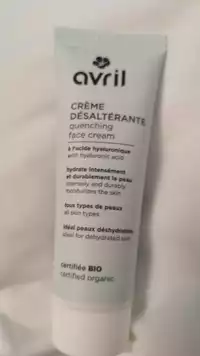 avril
CRÈME
DÉSALTÉRANTE
quenching
face cream
à l'acide hyaluronique
with hyaluronic acid
hydrate intensément
et durablement la peau
intensely and durably
moisturizes the skin
tous types de peaux
all skin types
idéal peaux déshydratées
ideal for dehydrated skin
certifiée BIO
certified organic